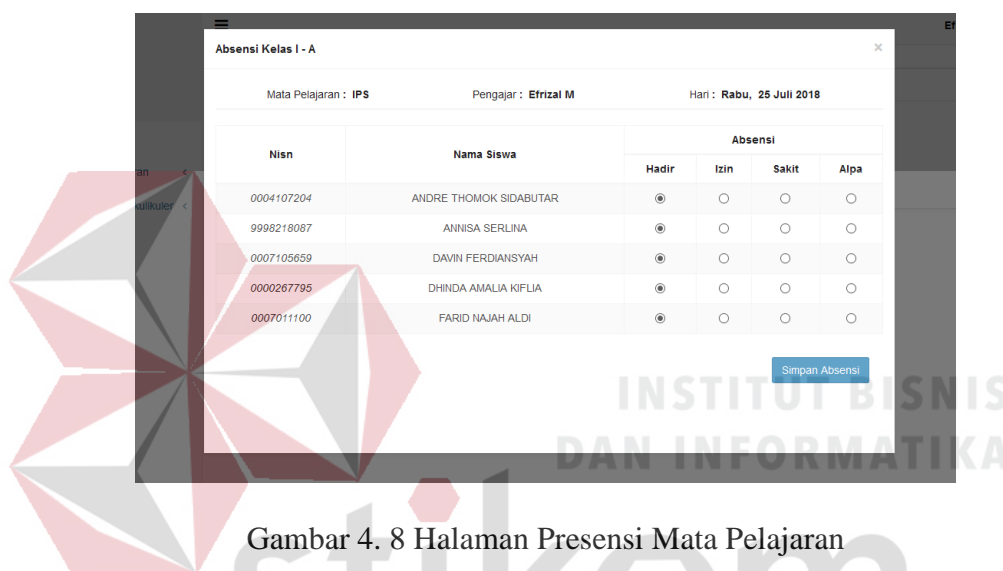 Ef
Absensi Kelas I - A ×
Mata Pelajaran : IPS Pengajar : Efrizal M Hari : Rabu, 25 Juli 2018
Nisn Nama Siswa Absensi
Hadir Izin Sakit Alpa
0004107204 ANDRE THOMOK SIDABUTAR
9998218087 ANNISA SERLINA
0007105659 DAVIN FERDIANSYAH
0000267795 DHINDA AMALIA KIFLIA
0007011100 FARID NAJAH ALDI
Simpan Absensi
INSTITUT BISNIS
DAN INFORMATIKA
stikom
Gambar 4. 8 Halaman Presensi Mata Pelajaran